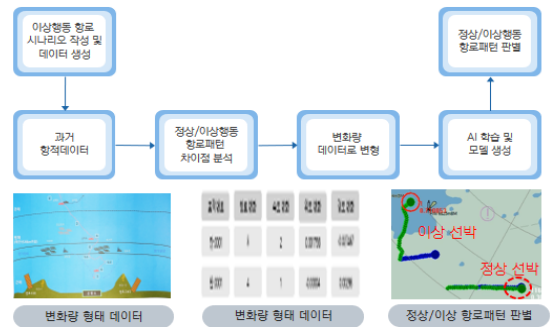 이상행동 항로
시나리오 작성 및
데이터 생성
정상/이상행동
항로패턴 판별
과거
항적데이터
정상/이상행동
항로패턴
차이점 분석
변화량
데이터로 변형
AI 학습 및
모델 생성
이상 선박
정상 선박
변화량 형태 데이터
변화량 형태 데이터
정상/이상 항로패턴 판별